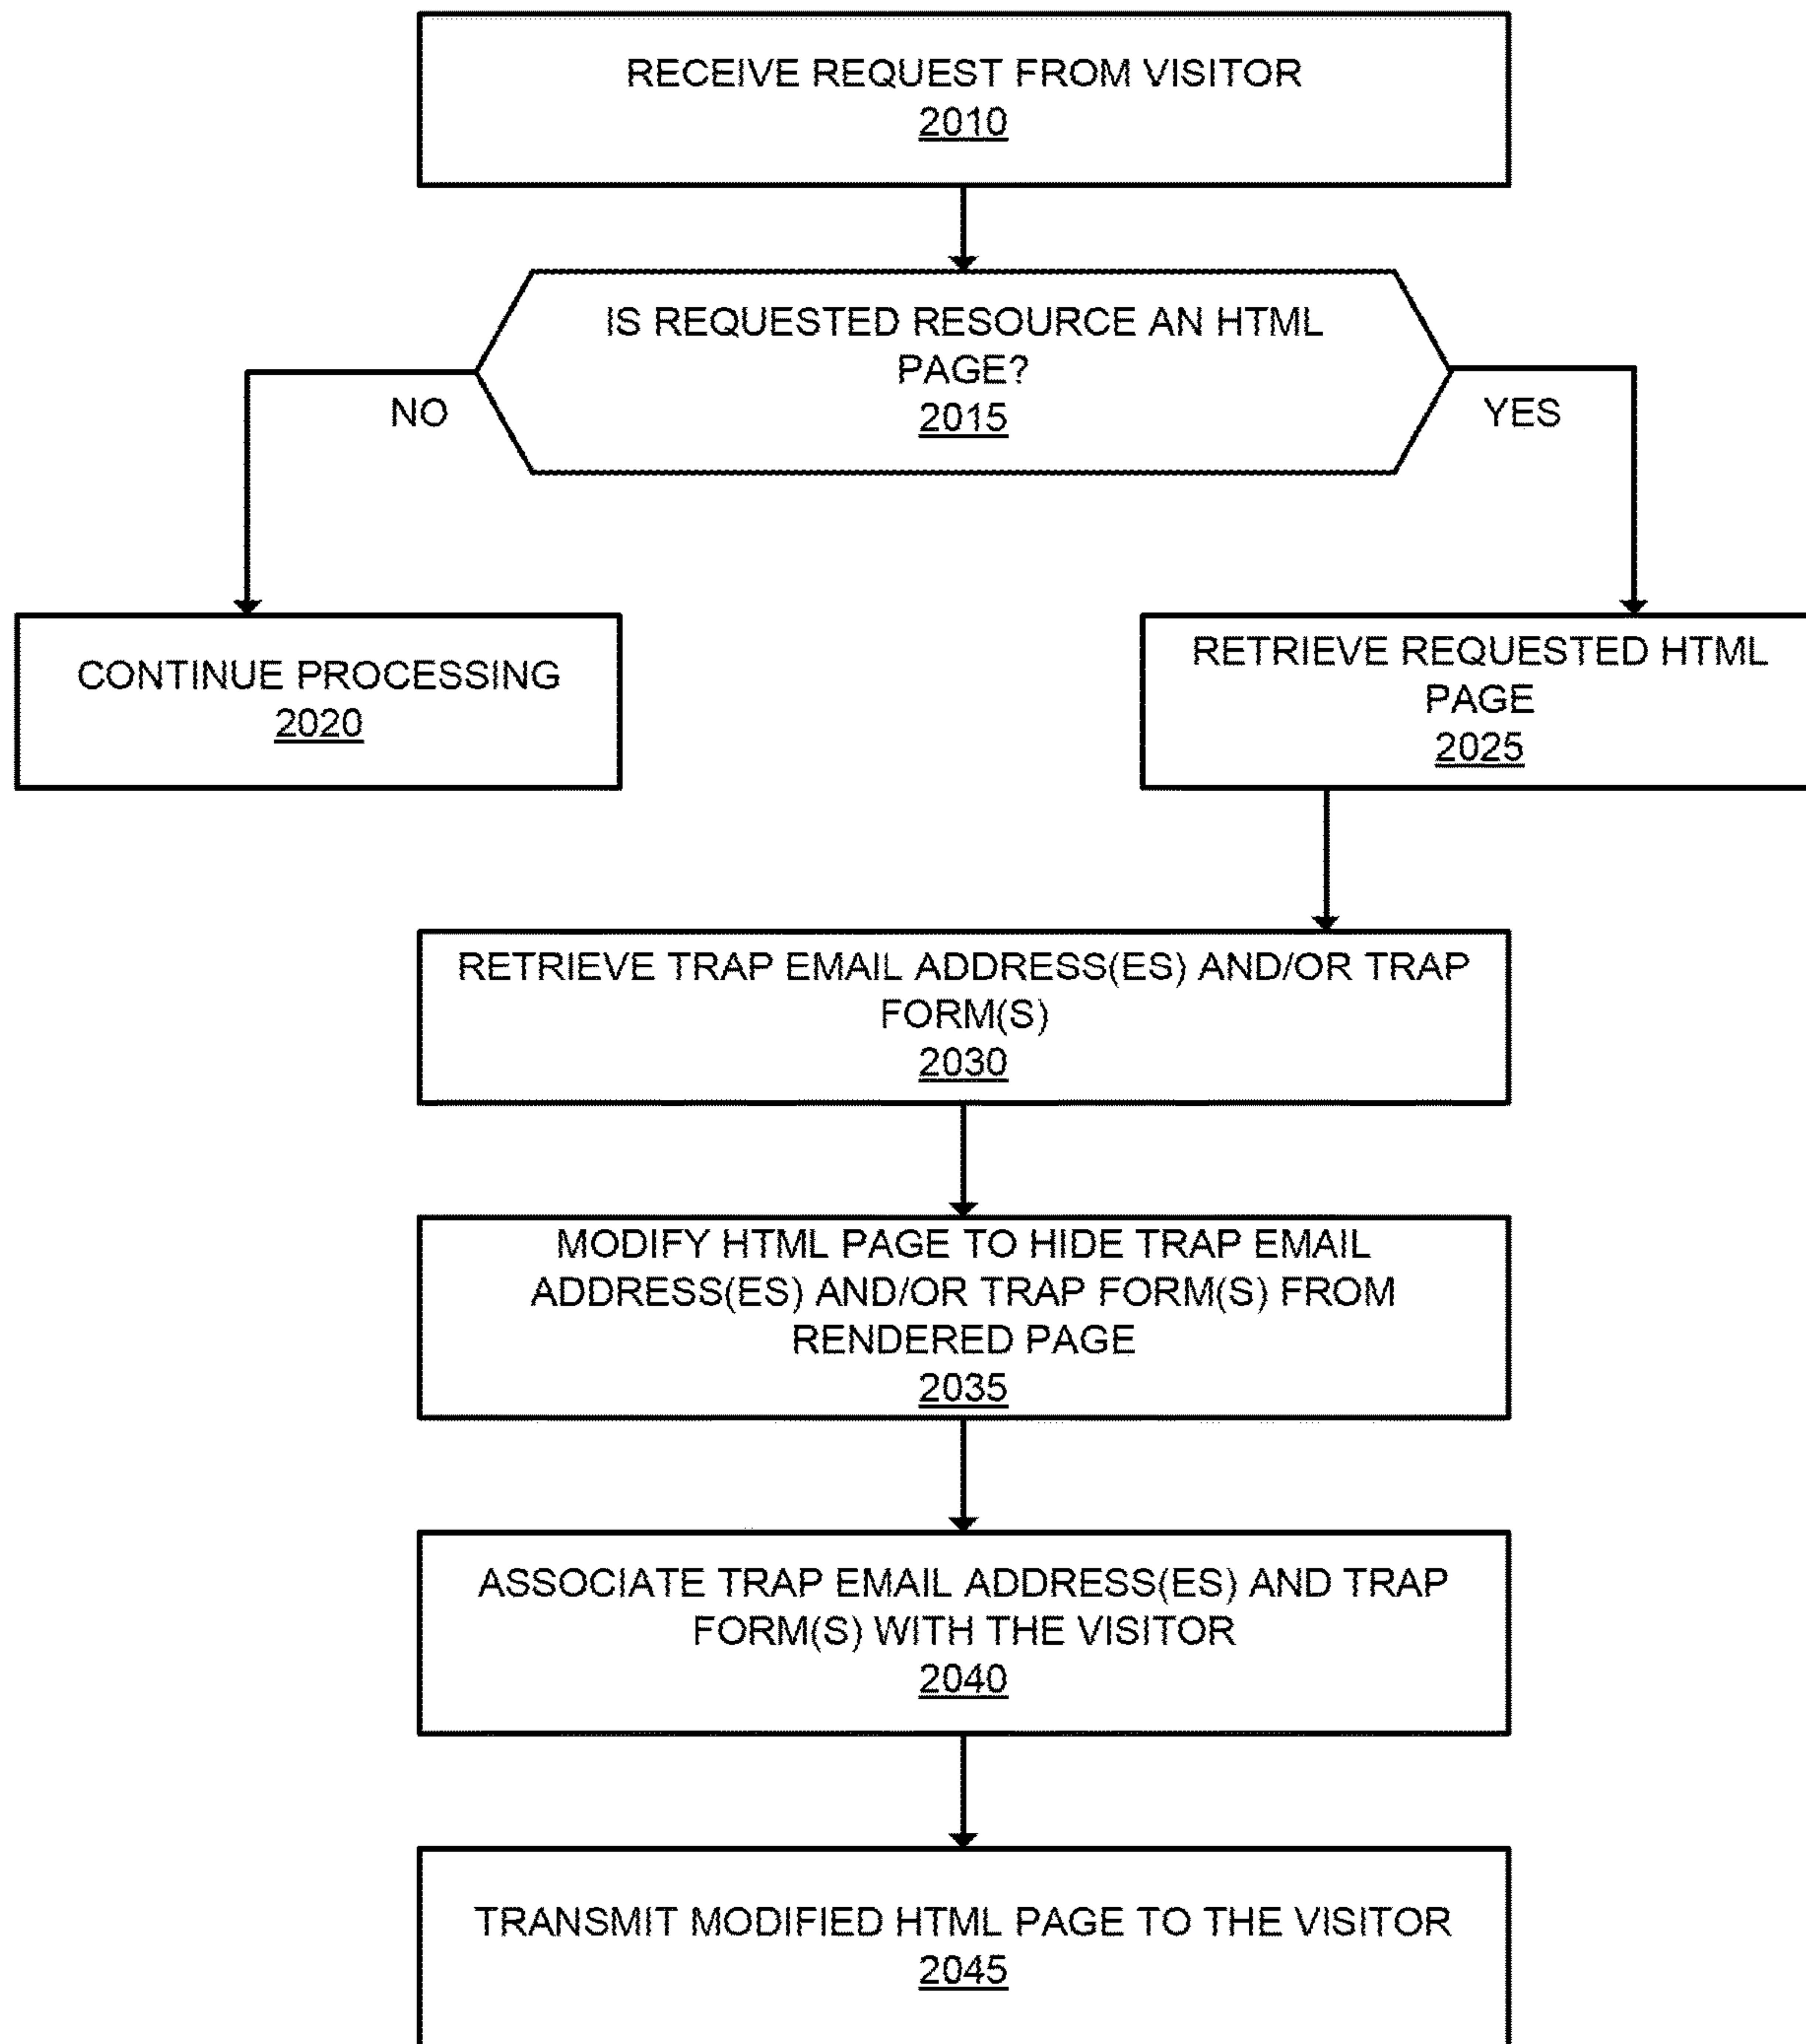 RECEIVE REQUEST FROM VISITOR
2010
IS REQUESTED RESOURCE AN HTML
PAGE?
2015
NO
YES
CONTINUE PROCESSING
2020
RETRIEVE REQUESTED HTML
PAGE
2025
RETRIEVE TRAP EMAIL ADDRESS(ES) AND/OR TRAP
FORM(S)
2030
MODIFY HTML PAGE TO HIDE TRAP EMAIL
ADDRESS(ES) AND/OR TRAP FORM(S) FROM
RENDERED PAGE
2035
ASSOCIATE TRAP EMAIL ADDRESS(ES) AND TRAP
FORM(S) WITH THE VISITOR
2040
TRANSMIT MODIFIED HTML PAGE TO THE VISITOR
2045